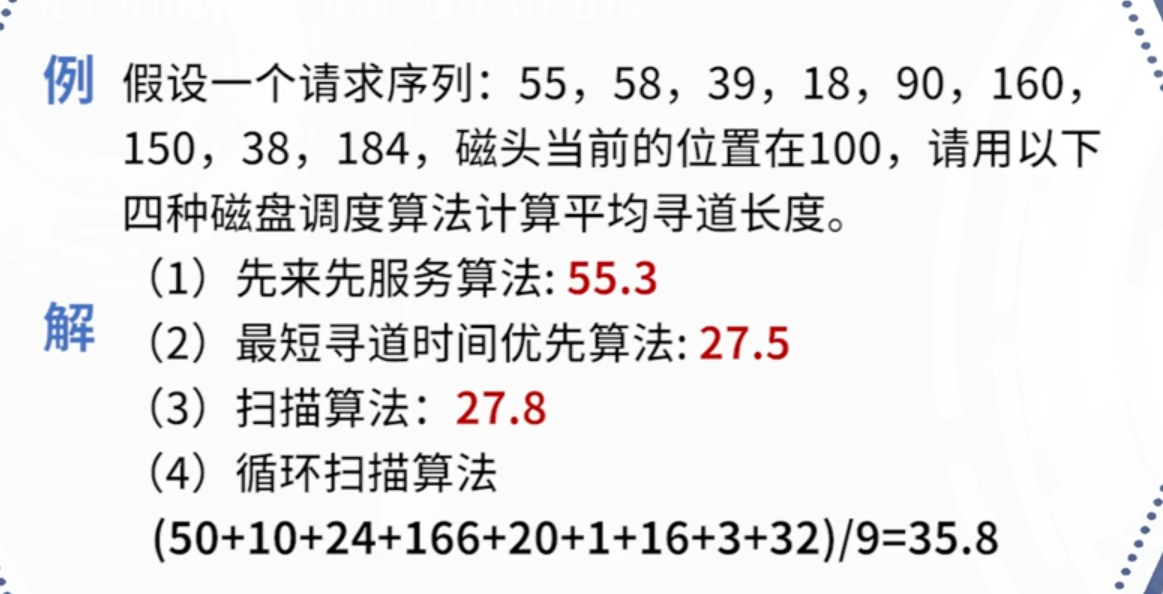 例 假设一个请求序列：55，58，39，18，90，160，
150，38，184，磁头当前的位置在100，请用以下
四种磁盘调度算法计算平均寻道长度。
（1）先来先服务算法: 55.3
解
（2）最短寻道时间优先算法: 27.5
（3）扫描算法：27.8
（4）循环扫描算法
(50+10+24+166+20+1+16+3+32)/9=35.8